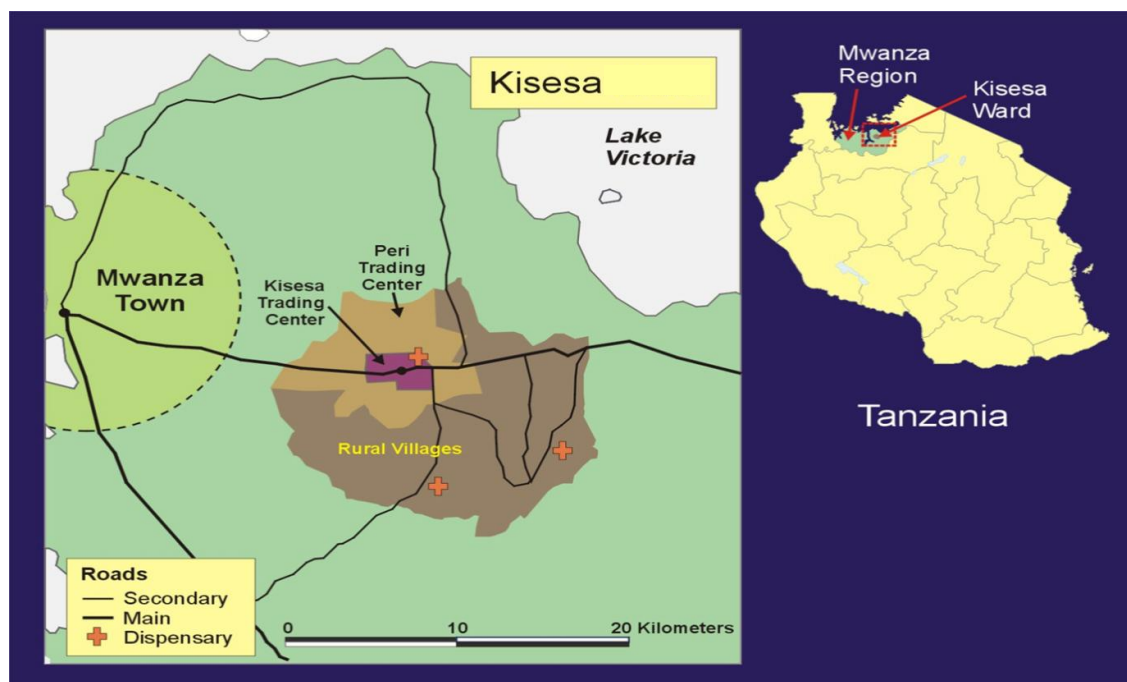 Kisesa
Lake
Victoria
Mwanza
Town
Peri
Trading
Center
Kisesa
Trading
Center
Rural Villages
Roads
Secondary
Main
Dispensary
0 10 20 Kilometers
Mwanza
Region
Kisesa
Ward
Tanzania